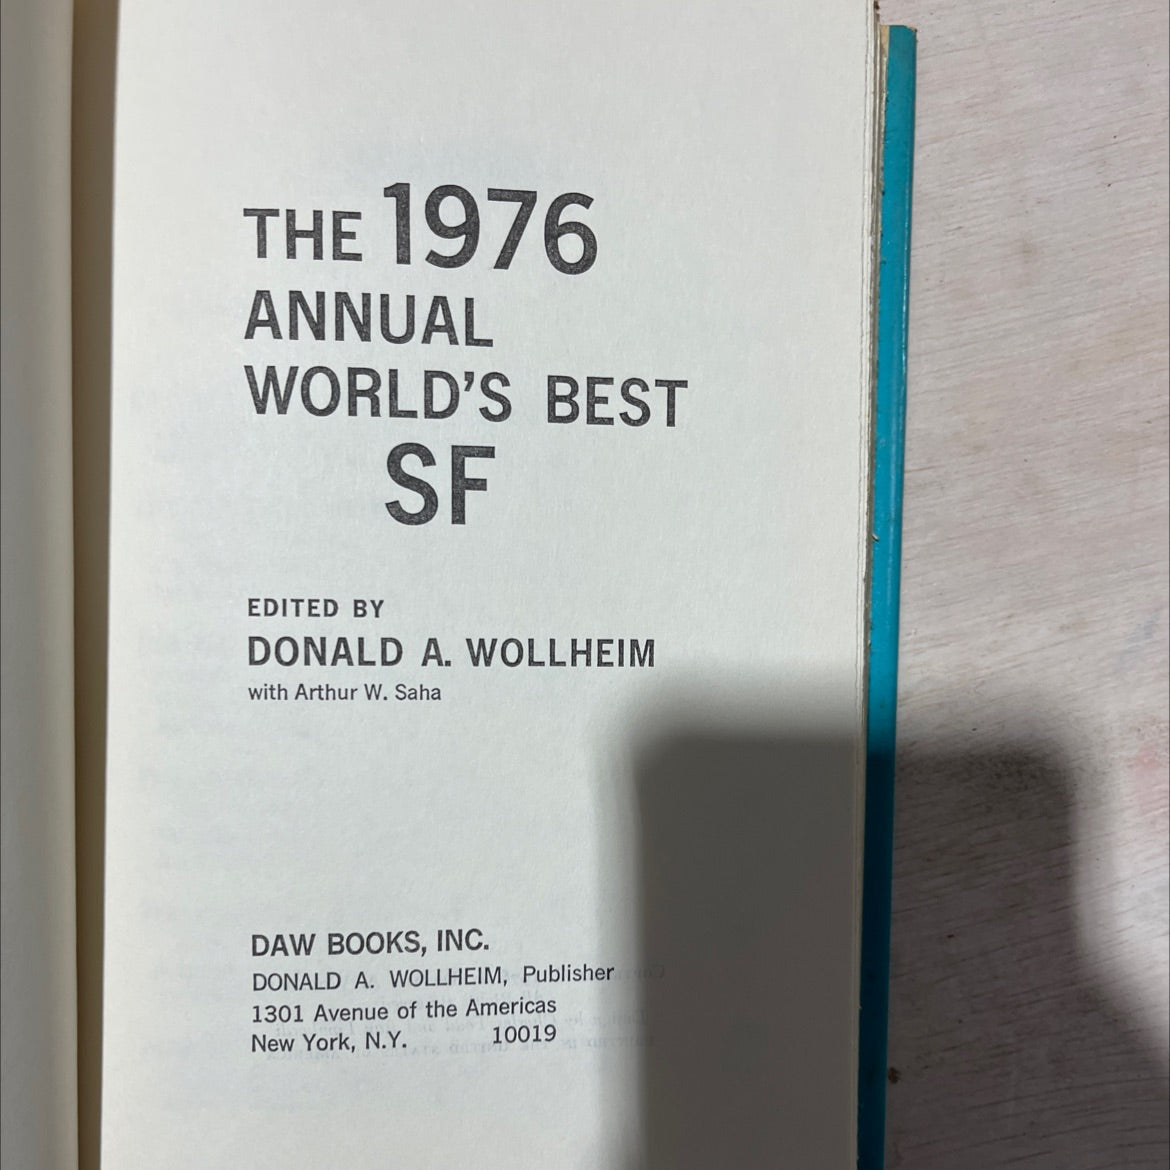 THE 1976
ANNUAL
WORLD'S BEST
SF
EDITED BY
DONALD A. WOLLHEIM
with Arthur W. Saha
DAW BOOKS, INC.
DONALD A. WOLLHEIM, Publisher
1301 Avenue of the Americas
New York, N.Y. 10019